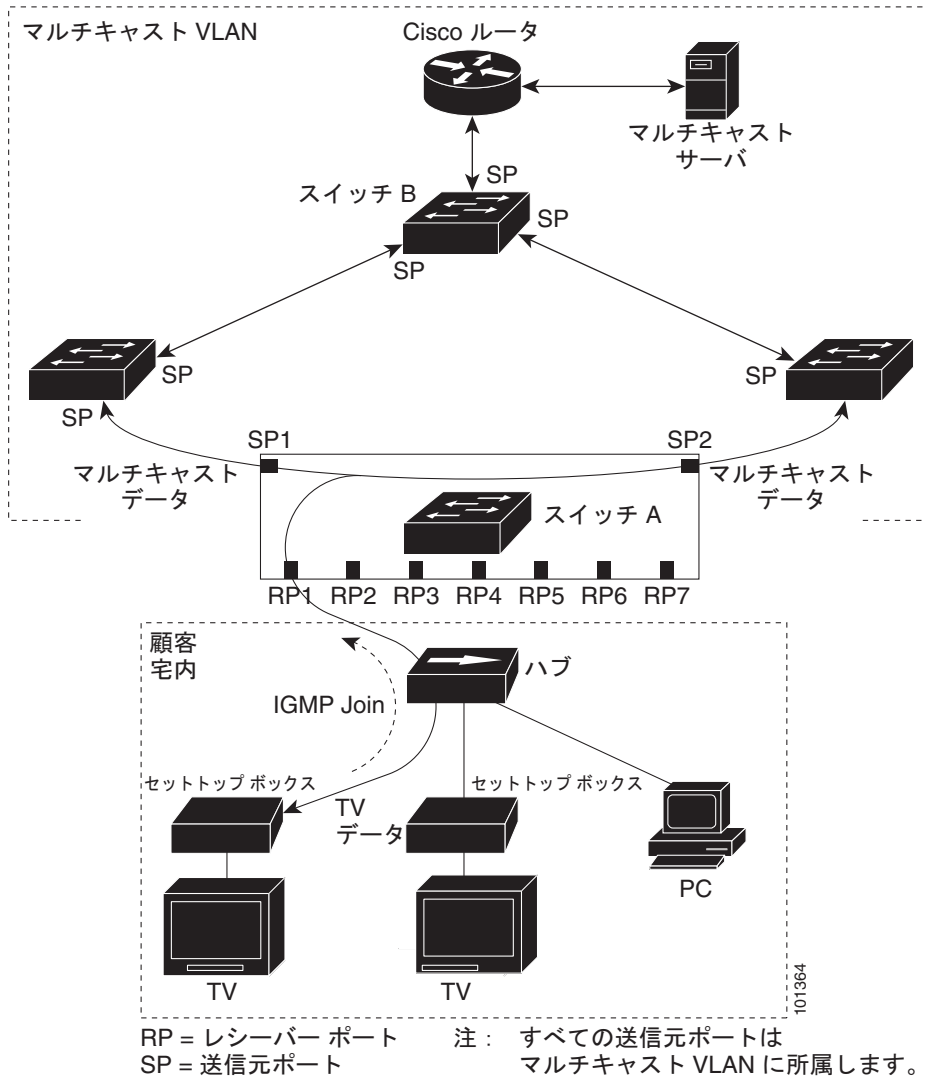 マルチキャスト VLAN
Cisco ルータ
マルチキャスト
サーバ
スイッチ B
SP
SP
SP
SP
SP
SP
SP1
SP2
マルチキャスト
データ
マルチキャスト
データ
スイッチ A
RP1 RP2 RP3 RP4 RP5 RP6 RP7
顧客
宅内
ハブ
IGMP Join
セットトップ ボックス
セットトップ ボックス
TV
データ
PC
TV
TV
101364
RP = レシーバー ポート
SP = 送信元ポート
注： すべての送信元ポートは
マルチキャスト VLAN に所属します。